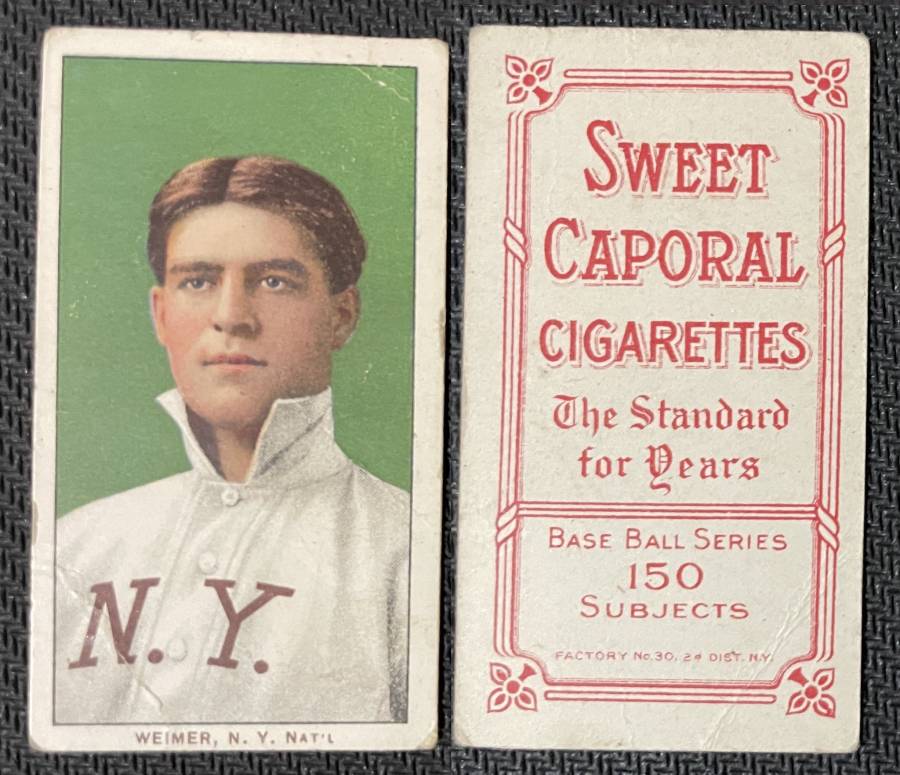 N. Y.
WEIMER, N. Y. NAT'L
SWEET
CAPORAL
CIGARETTES
The Standard
for Years
BASE BALL SERIES
150
SUBJECTS
FACTORY No. 30, 2d DIST. N.Y.